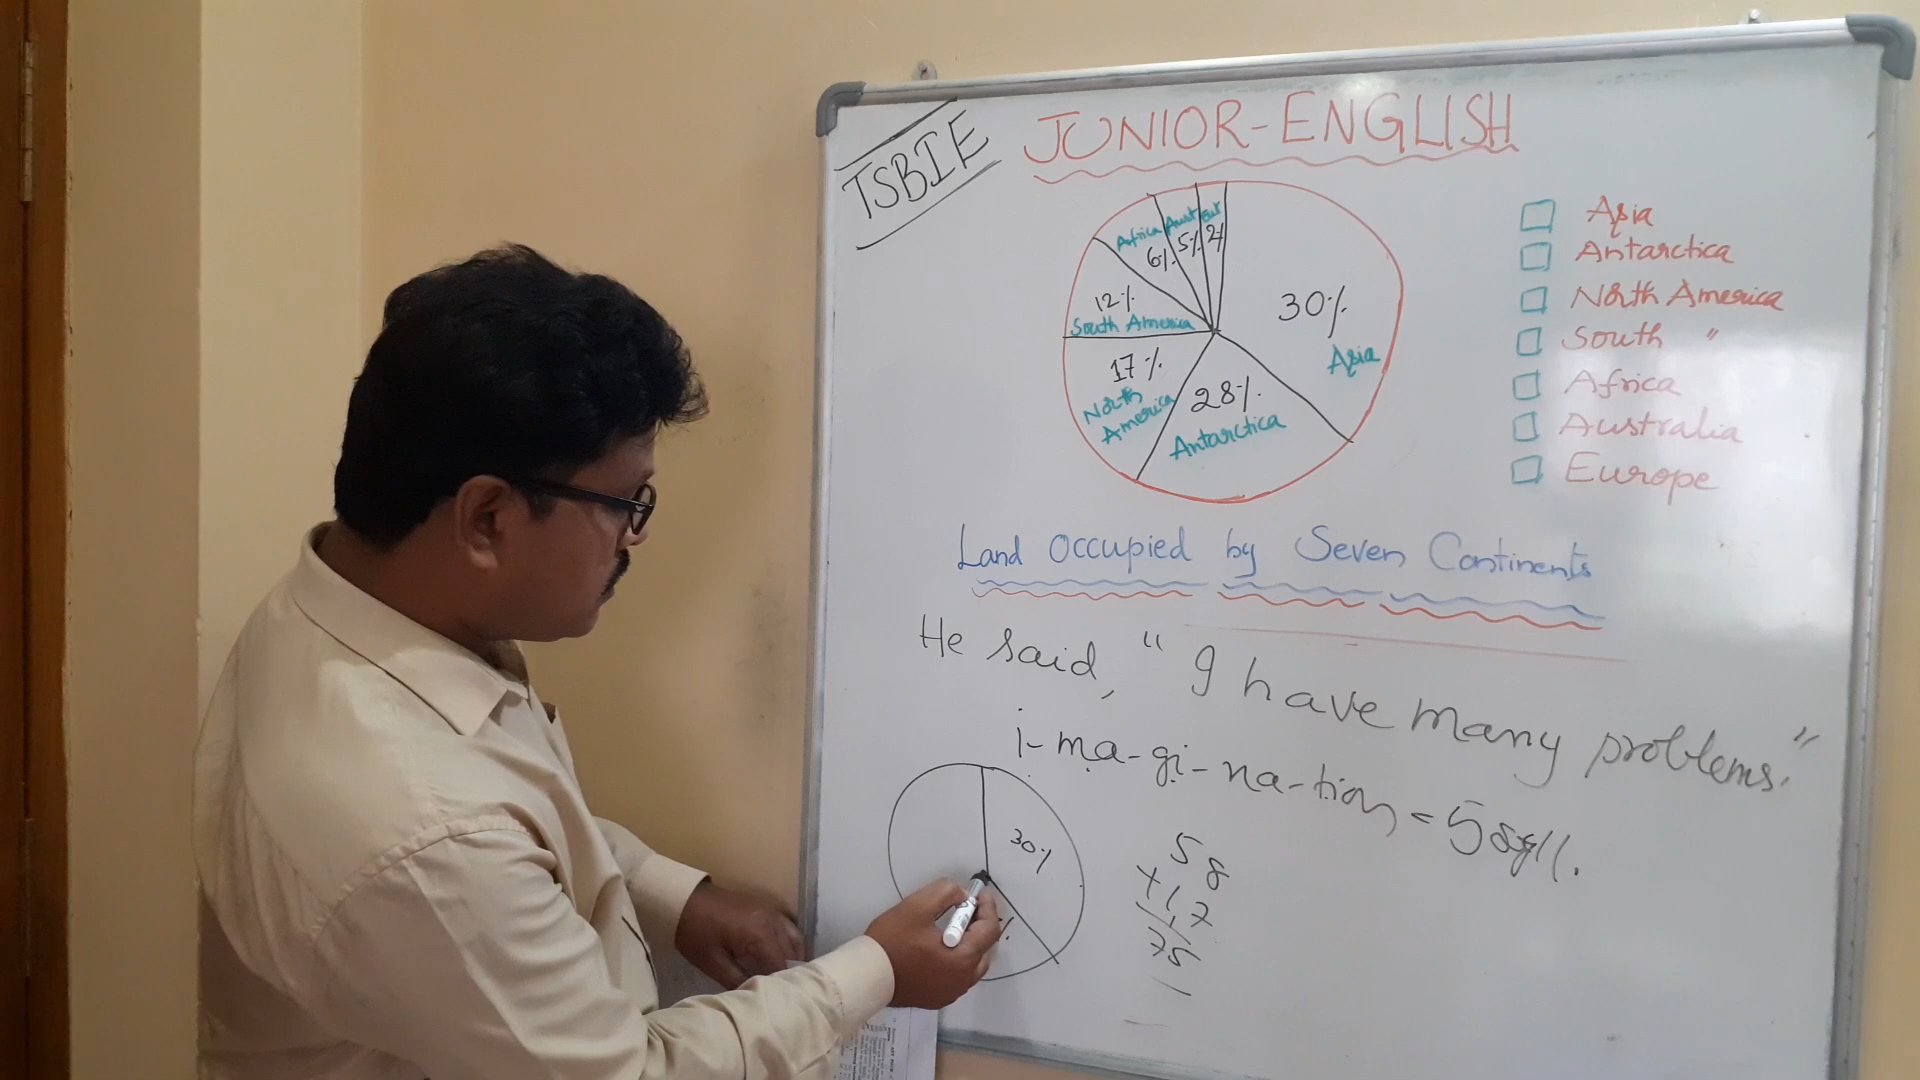 TSBIE
JUNIOR-ENGLISH
Africa
6%
Aust
5%
Eur
2%
30%
Asia
12%
South America
17%
North
America
28%
Antarctica
Asia
Antarctica
North America
South "
Africa
Australia
Europe
Land Occupied by Seven Continents
He said, "I have many problems."
i-ma-gi-na-tion = 5 syll.
30%
%
58
+17
1
75